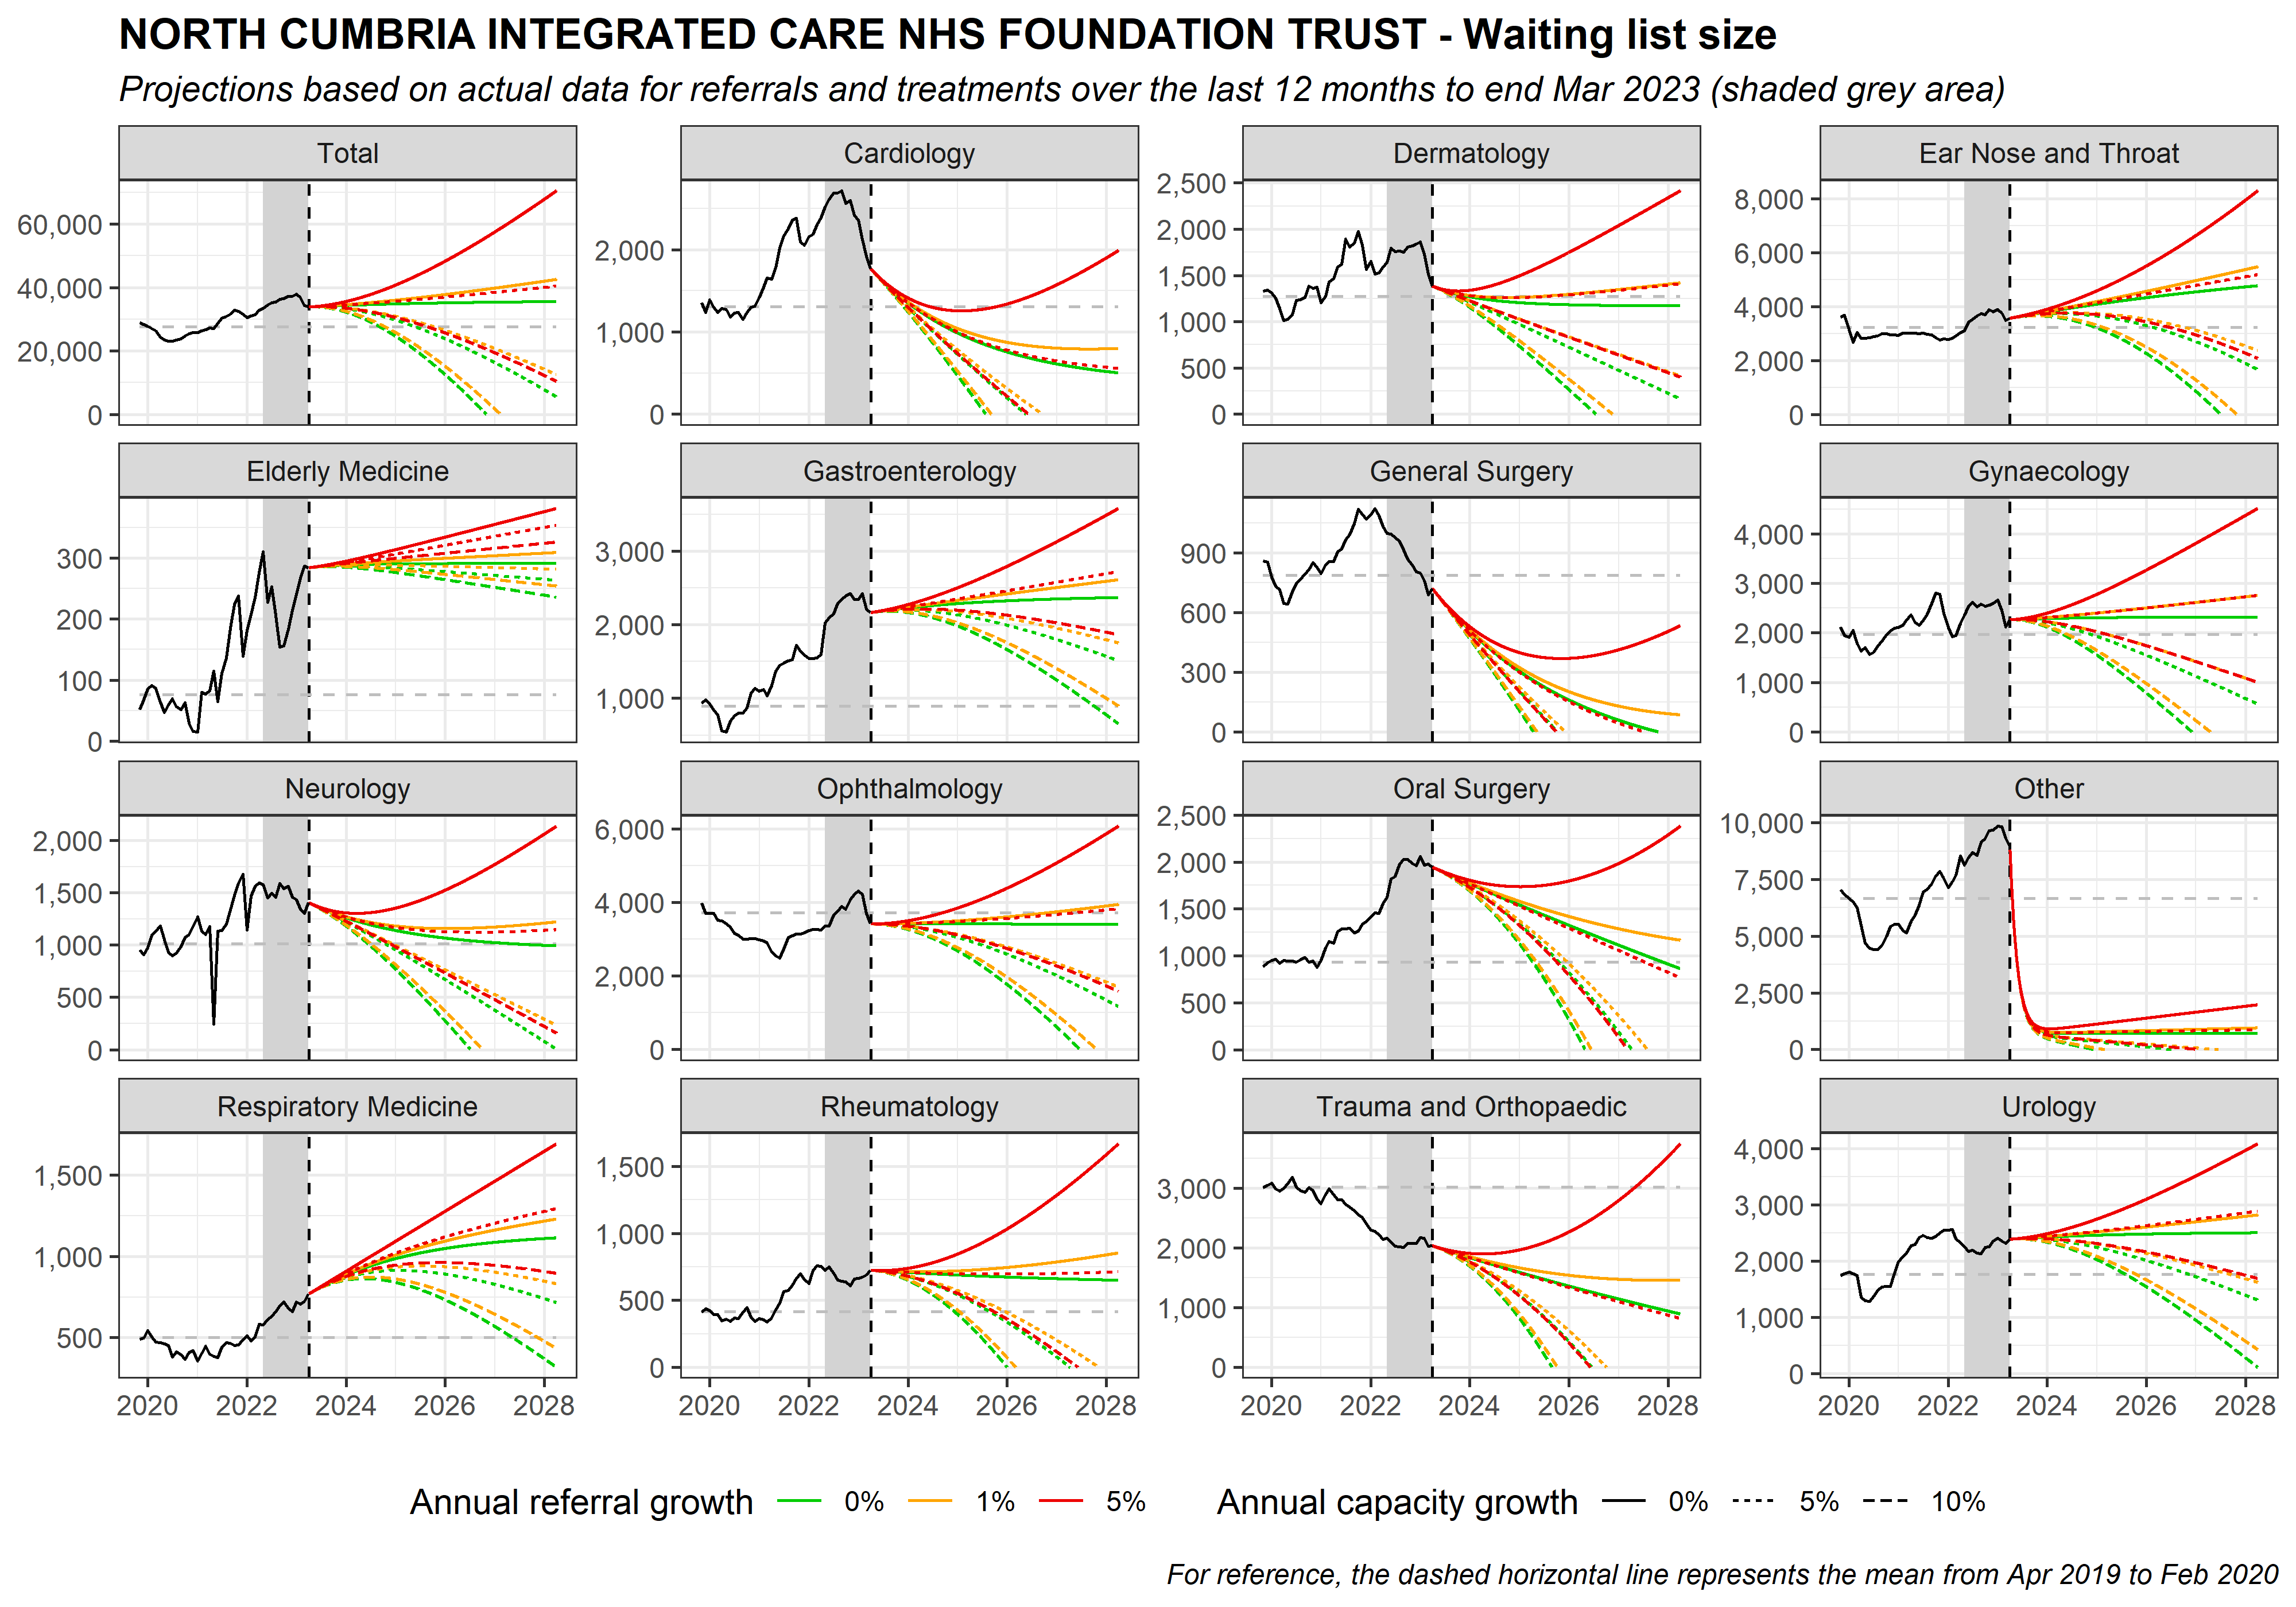 NORTH CUMBRIA INTEGRATED CARE NHS FOUNDATION TRUST - Waiting list size
Projections based on actual data for referrals and treatments over the last 12 months to end Mar 2023 (shaded grey area)
Total
60,000
40,000
20,000
0
Cardiology
2,000
1,000
0
Dermatology
2,500
2,000
1,500
1,000
500
0
Ear Nose and Throat
8,000
6,000
4,000
2,000
0
Elderly Medicine
300
200
100
0
Gastroenterology
3,000
2,000
1,000
General Surgery
900
600
300
0
Gynaecology
4,000
3,000
2,000
1,000
0
Neurology
2,000
1,500
1,000
500
0
Ophthalmology
6,000
4,000
2,000
0
Oral Surgery
2,500
2,000
1,500
1,000
500
0
Other
10,000
7,500
5,000
2,500
0
Respiratory Medicine
1,500
1,000
500
2020 2022 2024 2026 2028
Rheumatology
1,500
1,000
500
0
2020 2022 2024 2026 2028
Trauma and Orthopaedic
3,000
2,000
1,000
0
2020 2022 2024 2026 2028
Urology
4,000
3,000
2,000
1,000
0
2020 2022 2024 2026 2028
Annual referral growth 0% 1% 5%
Annual capacity growth 0% 5% 10%
For reference, the dashed horizontal line represents the mean from Apr 2019 to Feb 2020